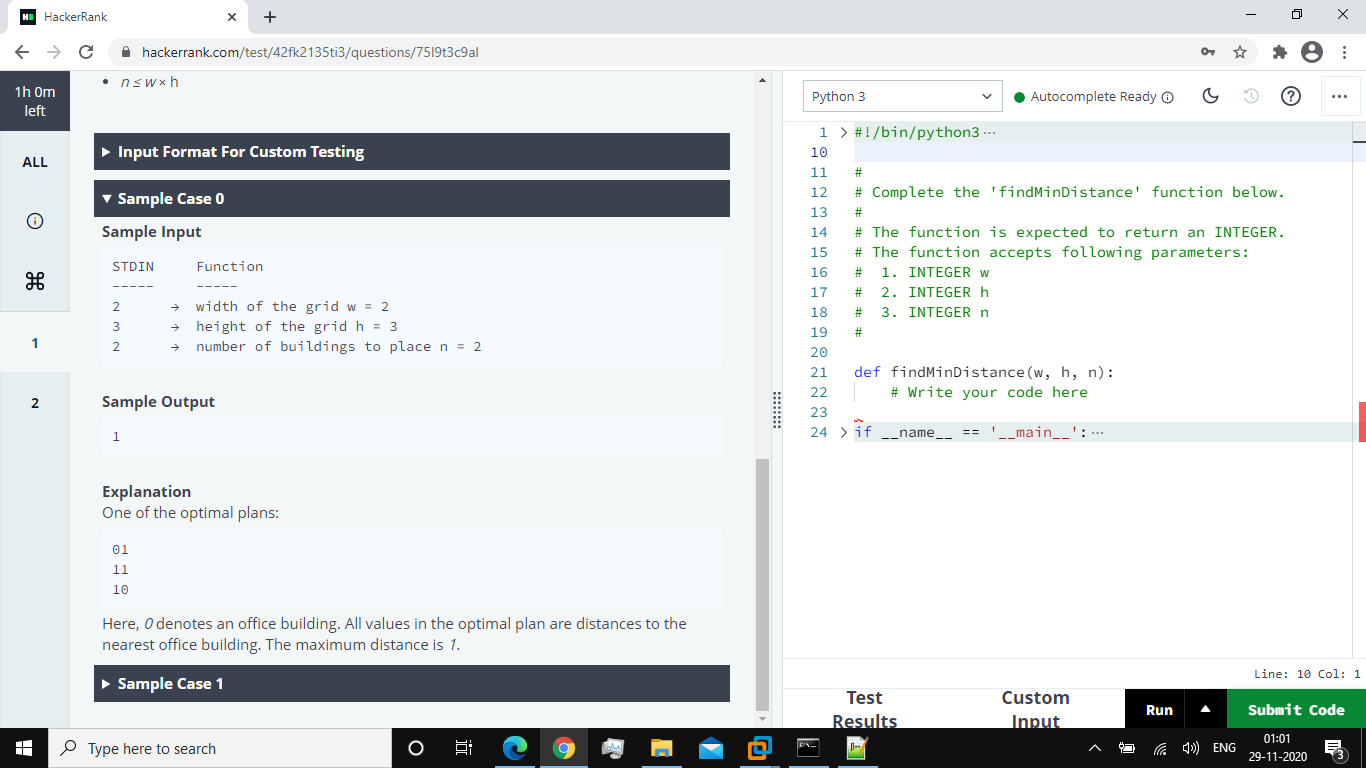 HackerRank
hackerrank.com/test/42fk2135ti3/questions/75l9t3c9al
1h 0m
left
ALL
1
2
• n ≤ w × h
Input Format For Custom Testing
Sample Case 0
Sample Input
STDIN Function
----- -----
2 → width of the grid w = 2
3 → height of the grid h = 3
2 → number of buildings to place n = 2
Sample Output
1
Explanation
One of the optimal plans:
01
11
10
Here, 0 denotes an office building. All values in the optimal plan are distances to the
nearest office building. The maximum distance is 1.
Sample Case 1
Python 3
Autocomplete Ready
1 #!/bin/python3 ···
10
11 #
12 # Complete the 'findMinDistance' function below.
13 #
14 # The function is expected to return an INTEGER.
15 # The function accepts following parameters:
16 #  1. INTEGER w
17 #  2. INTEGER h
18 #  3. INTEGER n
19 #
20
21 def findMinDistance(w, h, n):
22     # Write your code here
23
24 if __name__ == '__main__': ···
Line: 10 Col: 1
Test
Results
Custom
Input
Run
Submit Code
Type here to search
ENG
01:01
29-11-2020
3